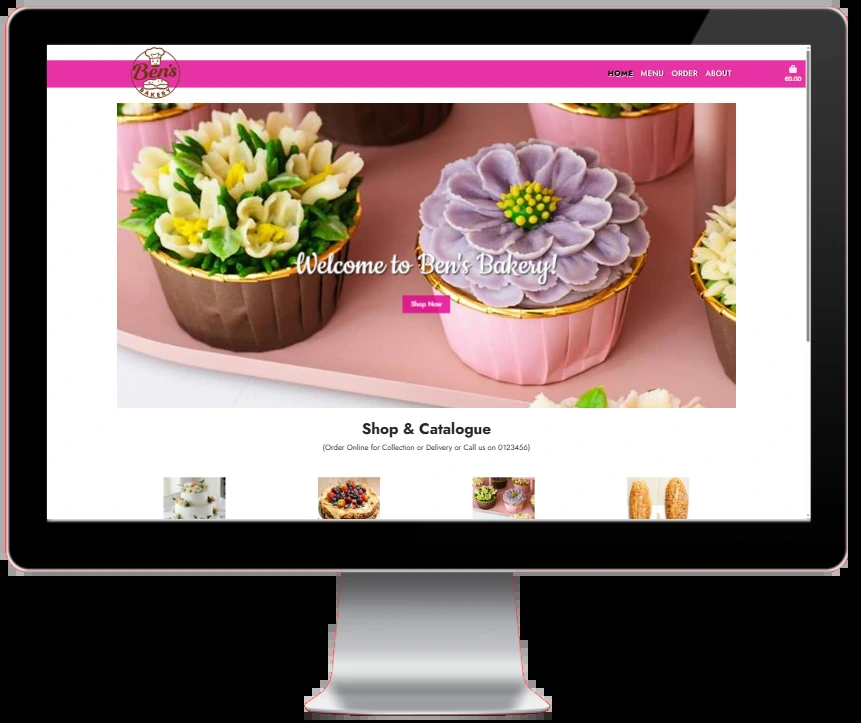 Ben's
BAKERY
HOME MENU ORDER ABOUT
€0.00
Welcome to Ben's Bakery!
Shop Now
Shop & Catalogue
(Order Online for Collection or Delivery or Call us on 0123456)